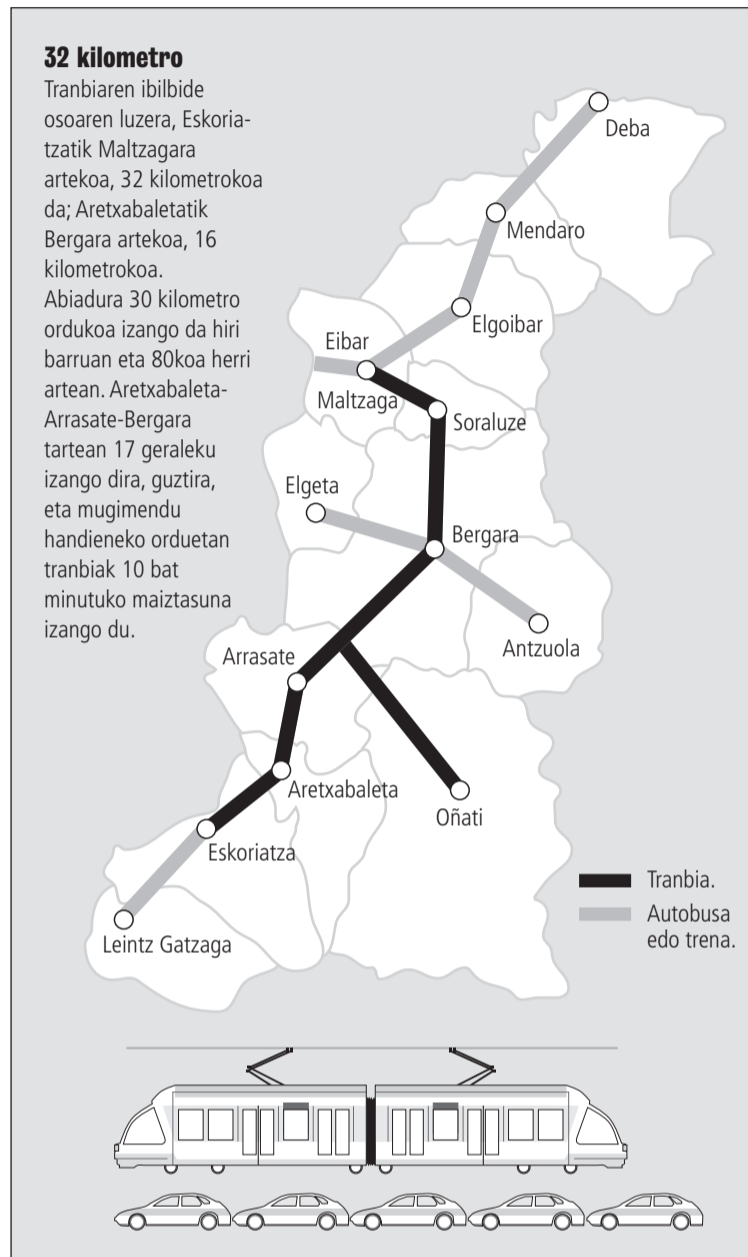 32 kilometro
Tranbiaren ibilbide
osoaren luzera, Eskoria-
tzatik Maltzagara
artekoa, 32 kilometrokoa
da; Aretxabaletatik
Bergara artekoa, 16
kilometrokoa.
Abiadura 30 kilometro
ordukoa izango da hiri
barruan eta 80koa herri
artean. Aretxabaleta-
Arrasate-Bergara
tartean 17 geraleku
izango dira, guztira,
eta mugimendu
handieneko orduetan
tranbiak 10 bat
minutuko maiztasuna
izango du.
Deba
Mendaro
Elgoibar
Eibar
Maltzaga
Soraluze
Elgeta
Bergara
Antzuola
Arrasate
Aretxabaleta
Oñati
Eskoriatza
Leintz Gatzaga
Tranbia.
Autobusa
edo trena.